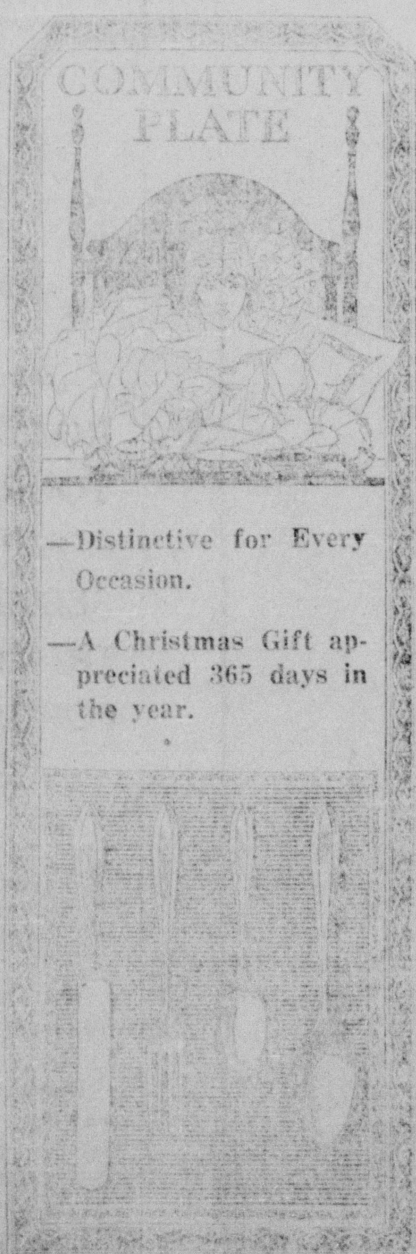 COMMUNITY
PLATE
—Distinctive for Every
Occasion.
—A Christmas Gift ap-
preciated 365 days in
the year.